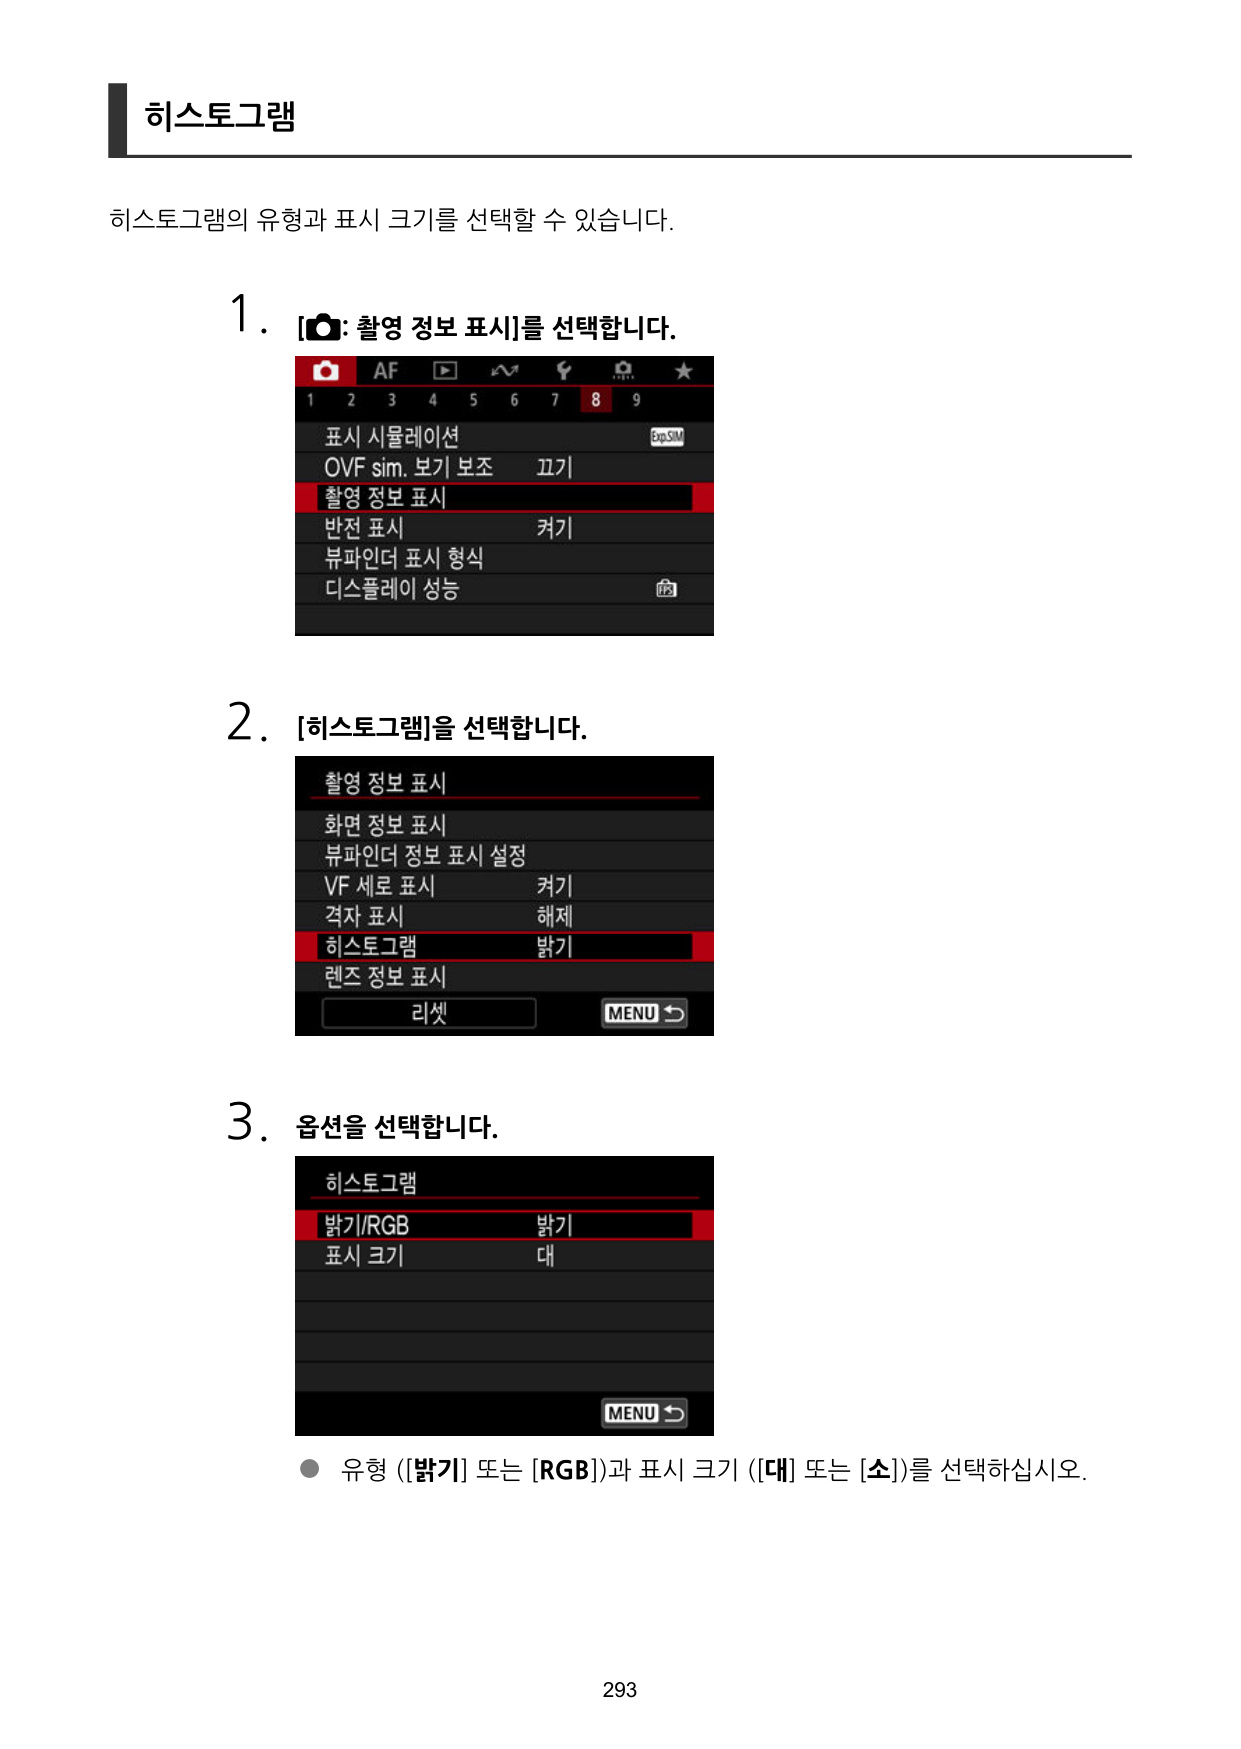 히스토그램
히스토그램의 유형과 표시 크기를 선택할 수 있습니다.
1. [: 촬영 정보 표시]를 선택합니다.
AF
1 2 3 4 5 6 7 8 9
표시 시뮬레이션 Exp.SIM
OVF sim. 보기 보조 끄기
촬영 정보 표시
반전 표시 켜기
뷰파인더 표시 형식
디스플레이 성능 FPS
2. [히스토그램]을 선택합니다.
촬영 정보 표시
화면 정보 표시
뷰파인더 정보 표시 설정
VF 세로 표시 켜기
격자 표시 해제
히스토그램 밝기
렌즈 정보 표시
리셋 MENU
3. 옵션을 선택합니다.
히스토그램
밝기/RGB 밝기
표시 크기 대
MENU
● 유형 ([밝기] 또는 [RGB])과 표시 크기 ([대] 또는 [소])를 선택하십시오.
293